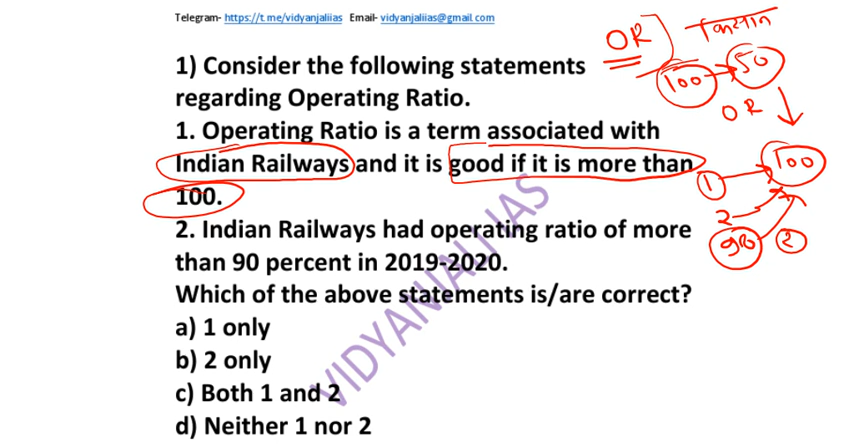 Telegram- https://t.me/vidyanjaliias Email- vidyanjaliias@gmail.com
1) Consider the following statements
regarding Operating Ratio.
1. Operating Ratio is a term associated with
Indian Railways and it is good if it is more than
100.
2. Indian Railways had operating ratio of more
than 90 percent in 2019-2020.
Which of the above statements is/are correct?
a) 1 only
b) 2 only
c) Both 1 and 2
d) Neither 1 nor 2
VIDYANJALIIAS
OR
100 50
OR
100
1
2
98 2